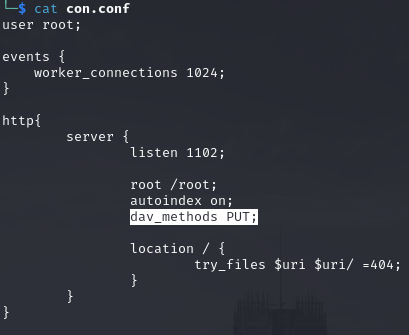 └─$ cat con.conf
user root;
events {
worker_connections 1024;
}
http{
server {
listen 1102;
root /root;
autoindex on;
dav_methods PUT;
location / {
try_files $uri $uri/ =404;
}
}
}